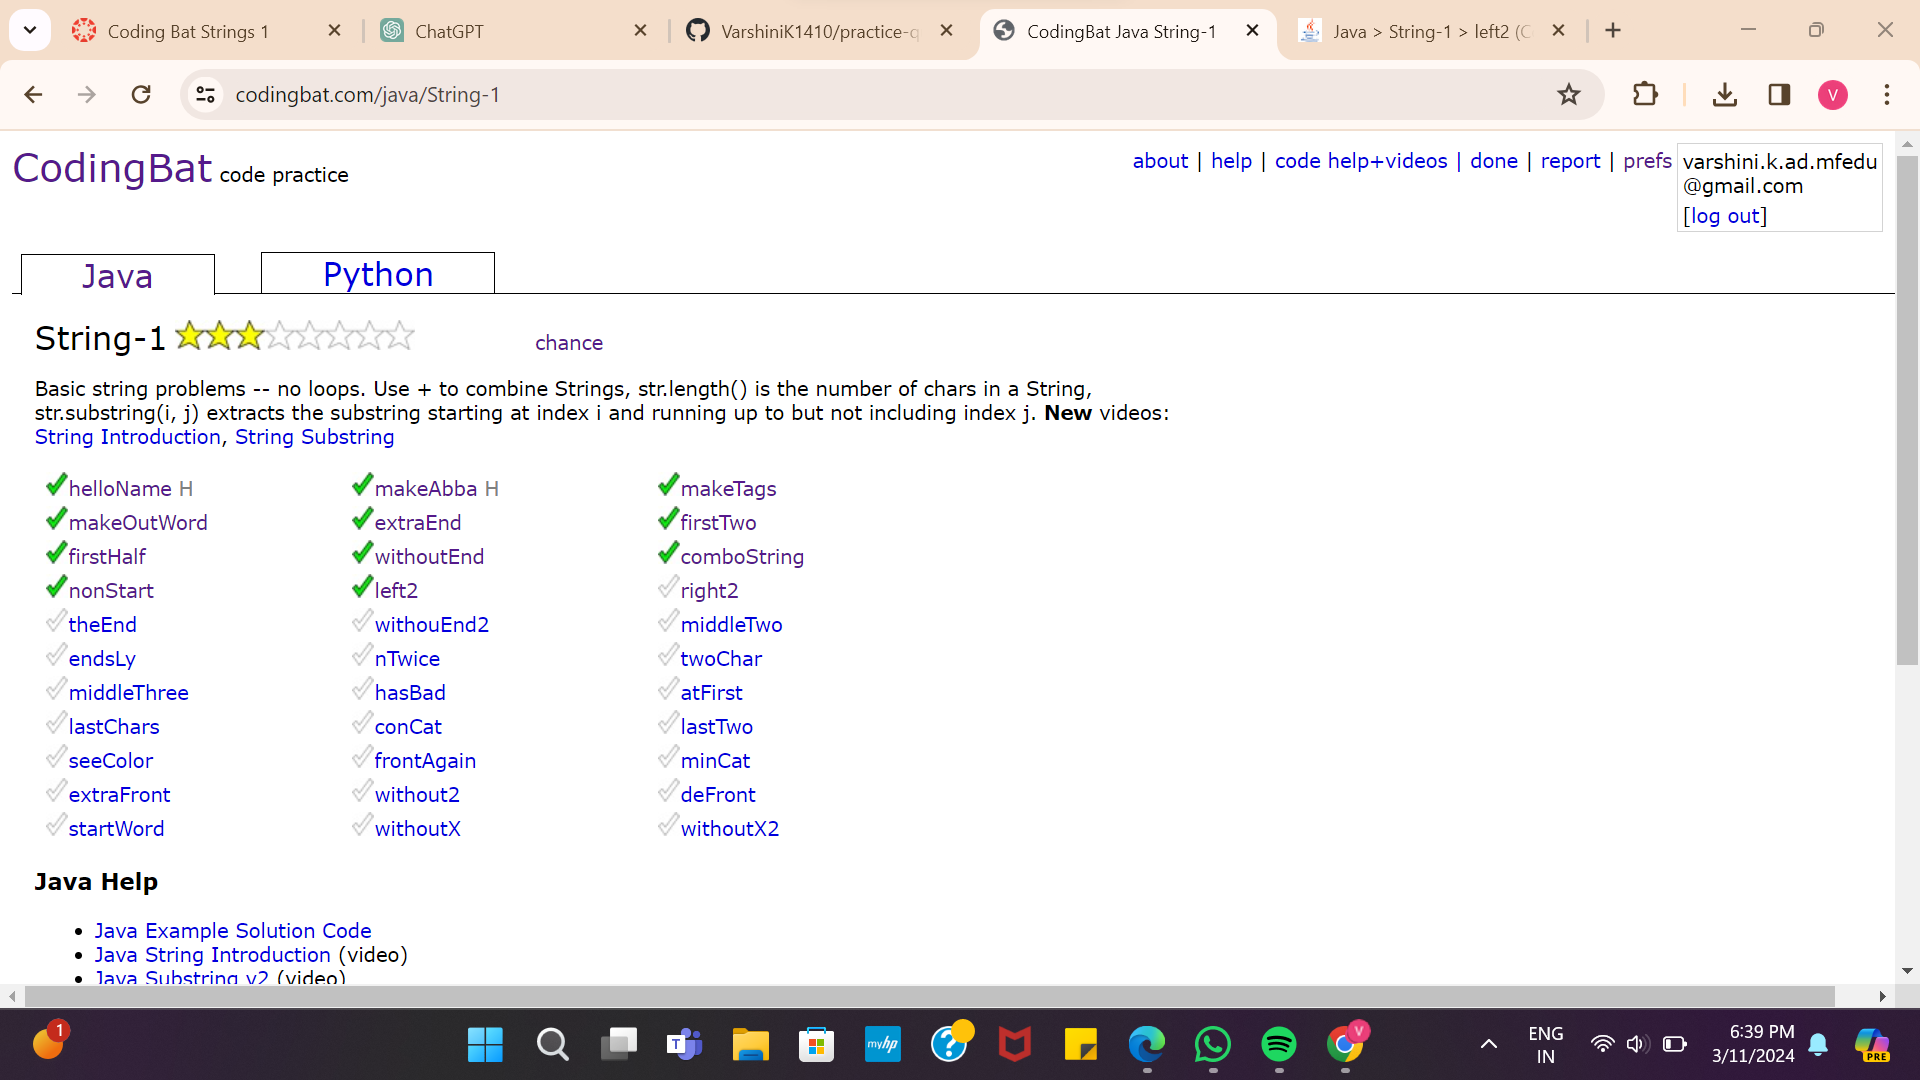 Coding Bat Strings 1
ChatGPT
VarshiniK1410/practice-q
CodingBat Java String-1
Java > String-1 > left2 (C
codingbat.com/java/String-1
V
CodingBat code practice
about | help | code help+videos | done | report | prefs
varshini.k.ad.mfedu
@gmail.com
[log out]
Java
Python
String-1
chance
Basic string problems -- no loops. Use + to combine Strings, str.length() is the number of chars in a String,
str.substring(i, j) extracts the substring starting at index i and running up to but not including index j. New videos:
String Introduction, String Substring
helloName H makeAbba H makeTags
makeOutWord extraEnd firstTwo
firstHalf withoutEnd comboString
nonStart left2 right2
theEnd withouEnd2 middleTwo
endsLy nTwice twoChar
middleThree hasBad atFirst
lastChars conCat lastTwo
seeColor frontAgain minCat
extraFront without2 deFront
startWord withoutX withoutX2
Java Help
Java Example Solution Code
Java String Introduction (video)
Java Substring v2 (video)
1
T
myhp
?
V
ENG
IN
6:39 PM
3/11/2024
PRE